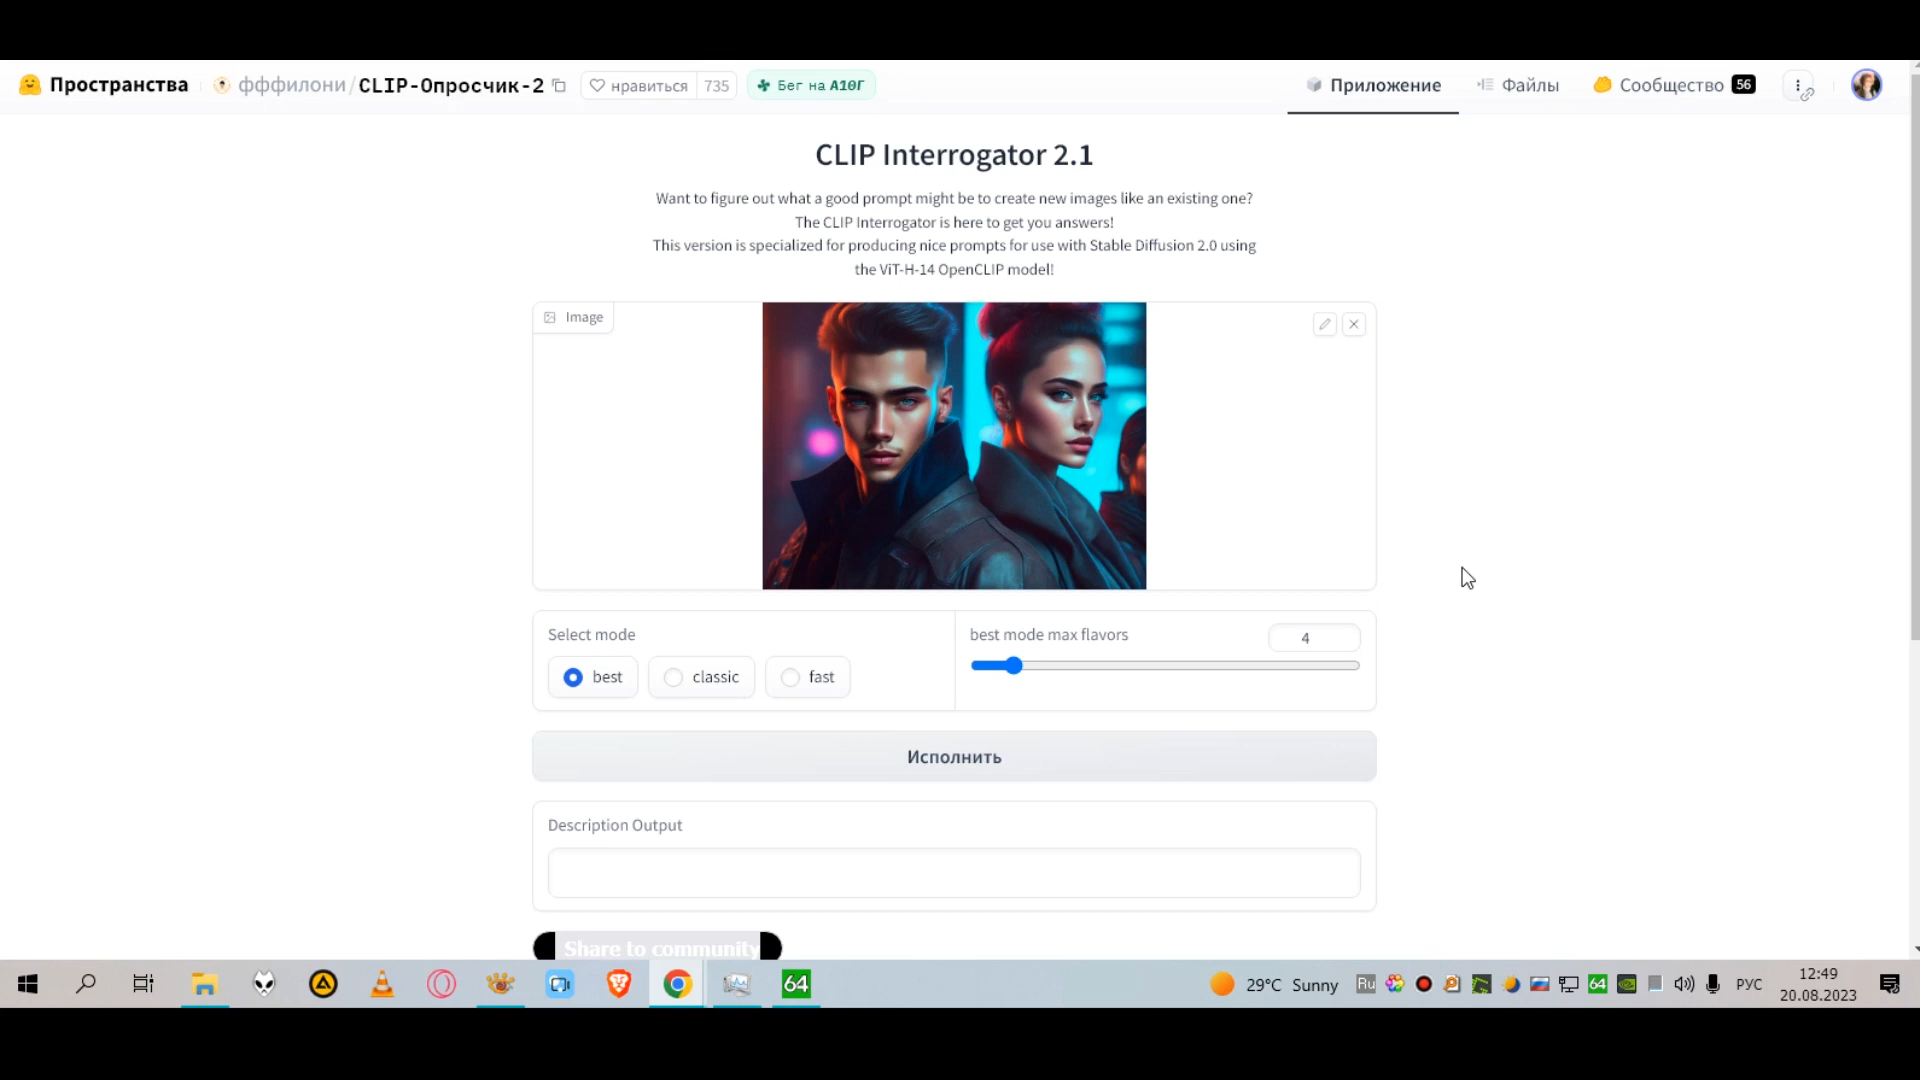 Пространства фффилони/CLIP-Опросчик-2 нравиться 735 Бег на А10Г Приложение Файлы Сообщество 56
CLIP Interrogator 2.1
Want to figure out what a good prompt might be to create new images like an existing one?
The CLIP Interrogator is here to get you answers!
This version is specialized for producing nice prompts for use with Stable Diffusion 2.0 using
the ViT-H-14 OpenCLIP model!
Image
Select mode
best classic fast
best mode max flavors 4
Исполнить
Description Output
Share to community
64 29°C Sunny Ru 64 РУС 12:49
20.08.2023